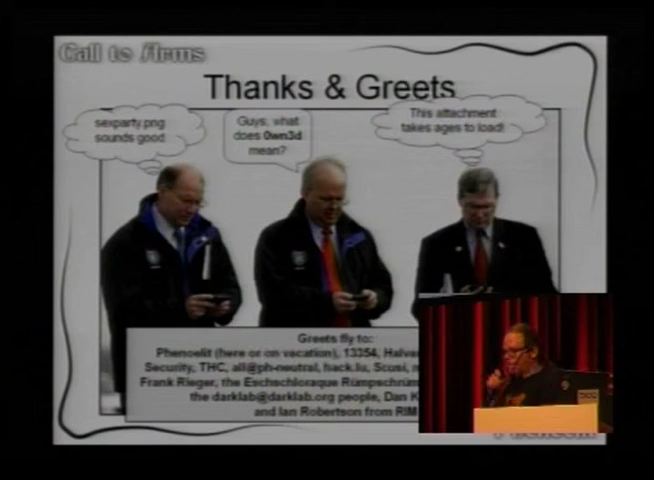 Call to Arms
Thanks & Greets
sexparty.png
sounds good
Guys, what
does 0wn3d
mean?
This attachment
takes ages to load!
Greets fly to:
Phenoelit (here or on vacation), 13354, Halvar
Security, THC, all@ph-neutral, hack.lu, Scusi,
Frank Rieger, the Eschschloraque Rümpschrüm
the darklab@darklab.org people, Dan K
and Ian Robertson from RIM